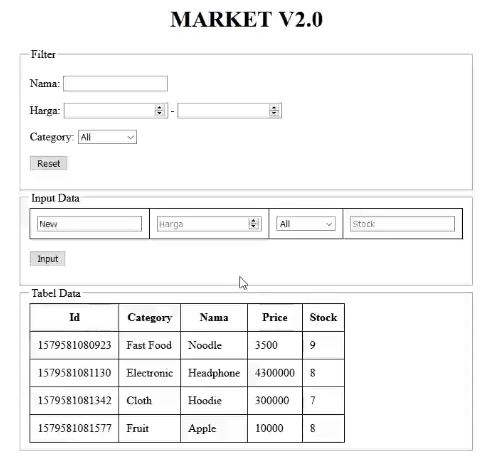 MARKET V2.0
Filter
Nama:
Harga: -
Category: All
Reset
Input Data
New Harga All Stock
Input
Tabel Data
Id Category Nama Price Stock
1579581080923 Fast Food Noodle 3500 9
1579581081130 Electronic Headphone 4300000 8
1579581081342 Cloth Hoodie 300000 7
1579581081577 Fruit Apple 10000 8